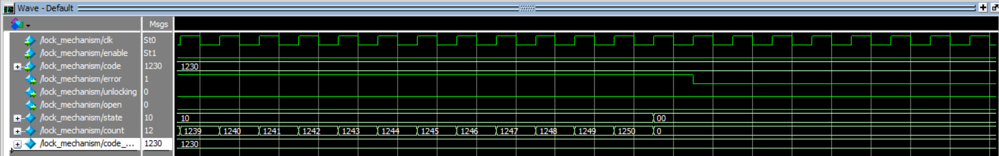 Wave - Default
Msgs
/lock_mechanism/clk St0
/lock_mechanism/enable St1
/lock_mechanism/code 1230 1230
/lock_mechanism/error 1
/lock_mechanism/unlocking 0
/lock_mechanism/open 0
/lock_mechanism/state 10 10 00
/lock_mechanism/count 12 1239 1240 1241 1242 1243 1244 1245 1246 1247 1248 1249 1250 0
/lock_mechanism/code_... 1230 1230